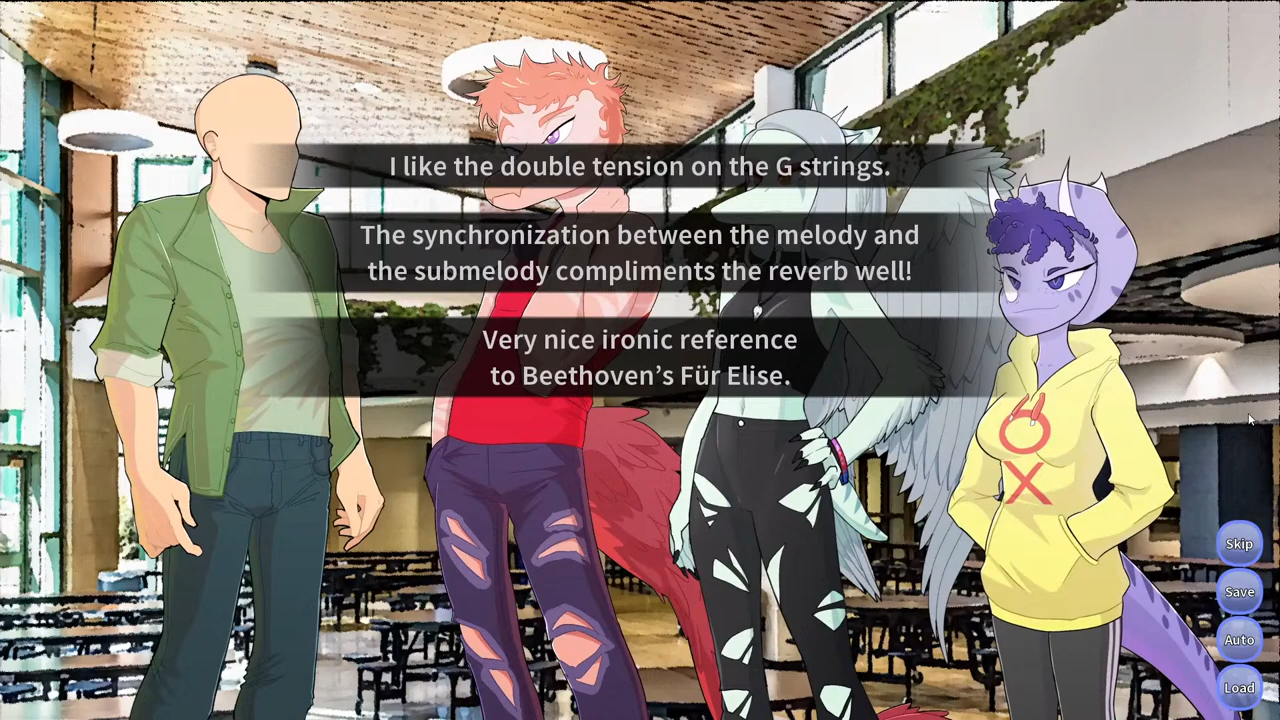 I like the double tension on the G strings.
The synchronization between the melody and
the submelody compliments the reverb well!
Very nice ironic reference
to Beethoven's Für Elise.
O
X
Skip
Save
Auto
Load